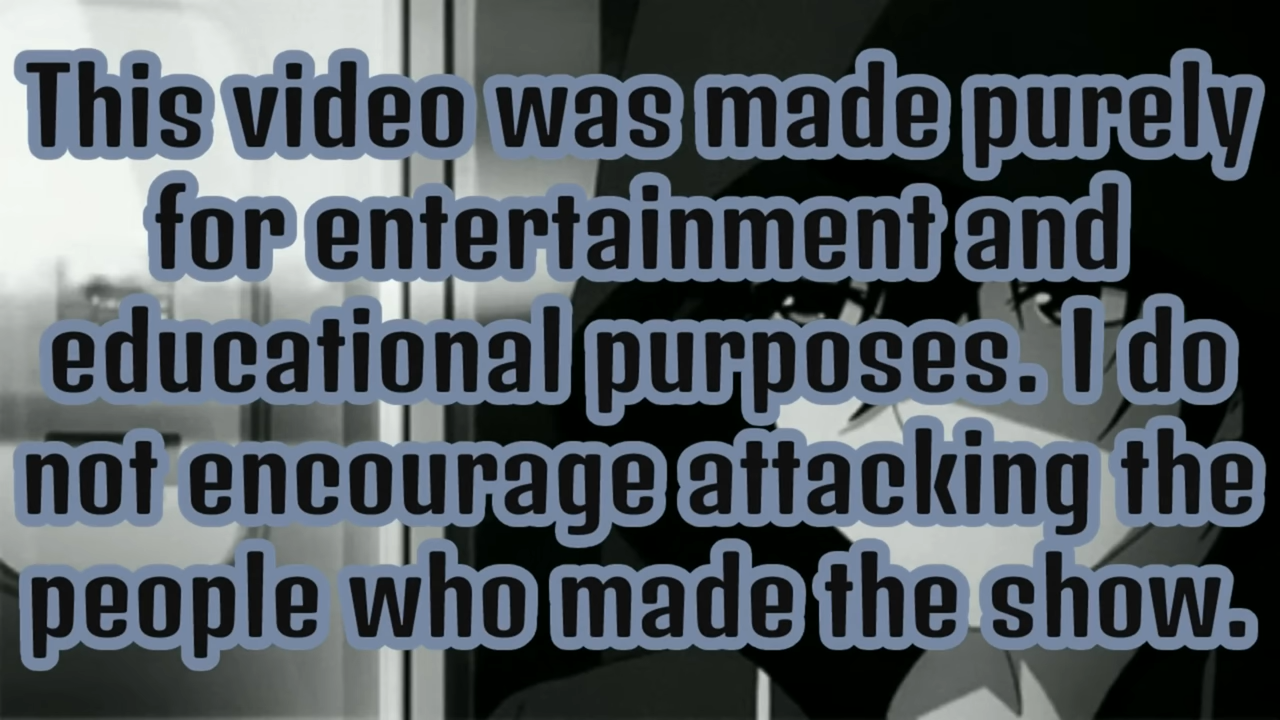 This video was made purely
for entertainment and
educational purposes. I do
not encourage attacking the
people who made the show.